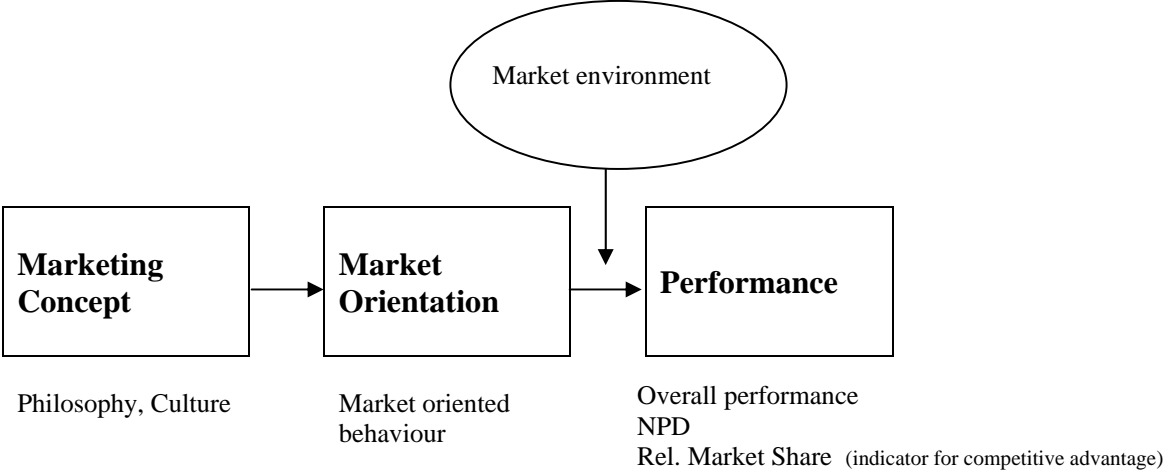 Market environment
Marketing
Concept
Market
Orientation
Performance
Philosophy, Culture
Market oriented
behaviour
Overall performance
NPD
Rel. Market Share (indicator for competitive advantage)